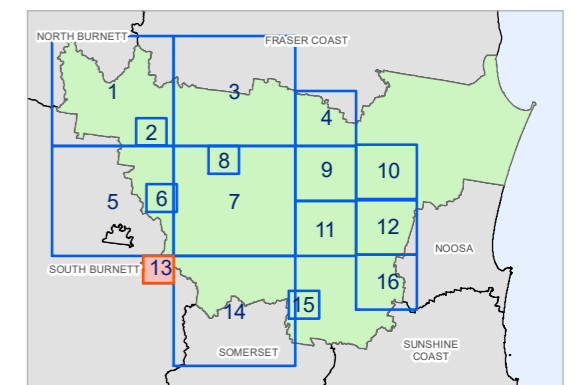 NORTH BURNETT
FRASER COAST
1
3
4
2
8
9
10
5
6
7
11
12
NOOSA
SOUTH BURNETT
13
16
14
15
SOMERSET
SUNSHINE
COAST